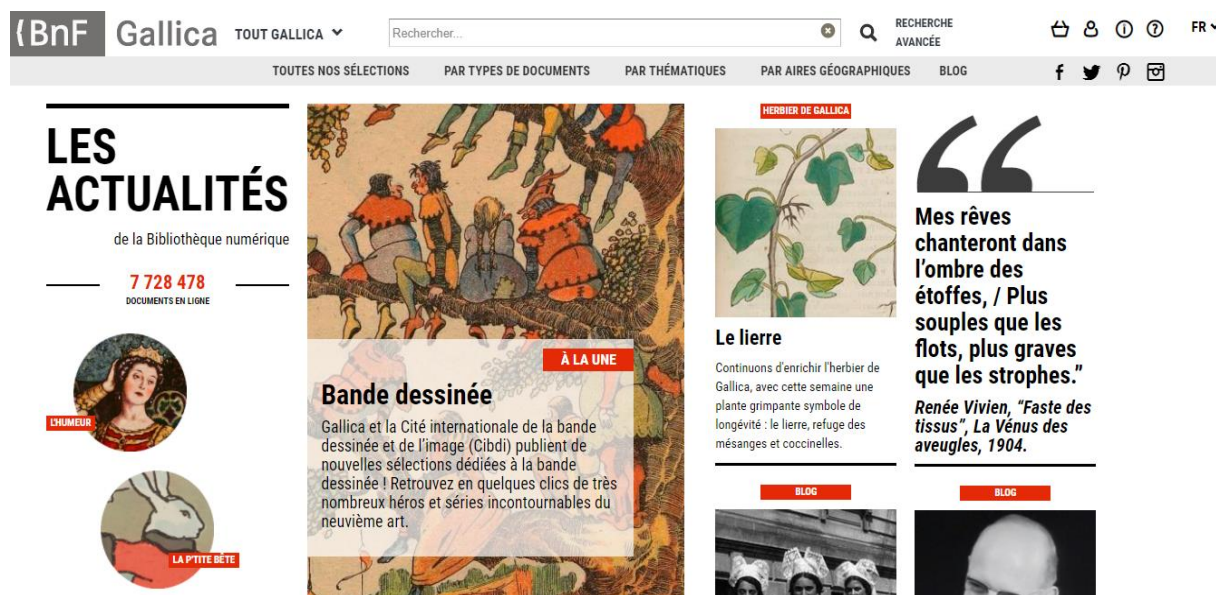 BnF Gallica TOUT GALLICA
Rechercher...
RECHERCHE
AVANCÉE
FR
TOUTES NOS SÉLECTIONS PAR TYPES DE DOCUMENTS PAR THÉMATIQUES PAR AIRES GÉOGRAPHIQUES BLOG
LES
ACTUALITÉS
de la Bibliothèque numérique
7 728 478
DOCUMENTS EN LIGNE
L'HUMEUR
LA P'TITE BÊTE
À LA UNE
Bande dessinée
Gallica et la Cité internationale de la bande
dessinée et de l'image (Cibdi) publient de
nouvelles sélections dédiées à la bande
dessinée ! Retrouvez en quelques clics de très
nombreux héros et séries incontournables du
neuvième art.
HERBIER DE GALLICA
Le lierre
Continuons d'enrichir l'herbier de
Gallica, avec cette semaine une
plante grimpante symbole de
longévité : le lierre, refuge des
mésanges et coccinelles.
BLOG
“
Mes rêves
chanteront dans
l'ombre des
étoffes, / Plus
souples que les
flots, plus graves
que les strophes.”
Renée Vivien, “Faste des
tissus”, La Vénus des
aveugles, 1904.
BLOG